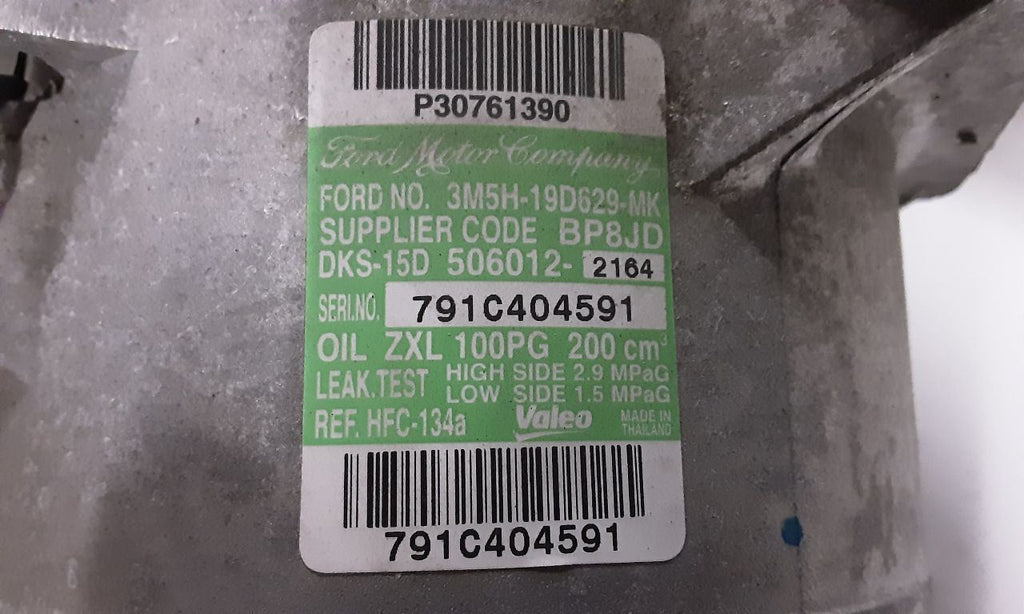 P30761390
Ford Motor Company
FORD NO. 3M5H-19D629-MK
SUPPLIER CODE BP8JD
DKS-15D 506012- 2164
SERI.NO. 791C404591
OIL ZXL 100PG 200 cm³
LEAK.TEST HIGH SIDE 2.9 MPaG
LOW SIDE 1.5 MPaG
REF. HFC-134a Valeo MADE IN THAILAND
791C404591